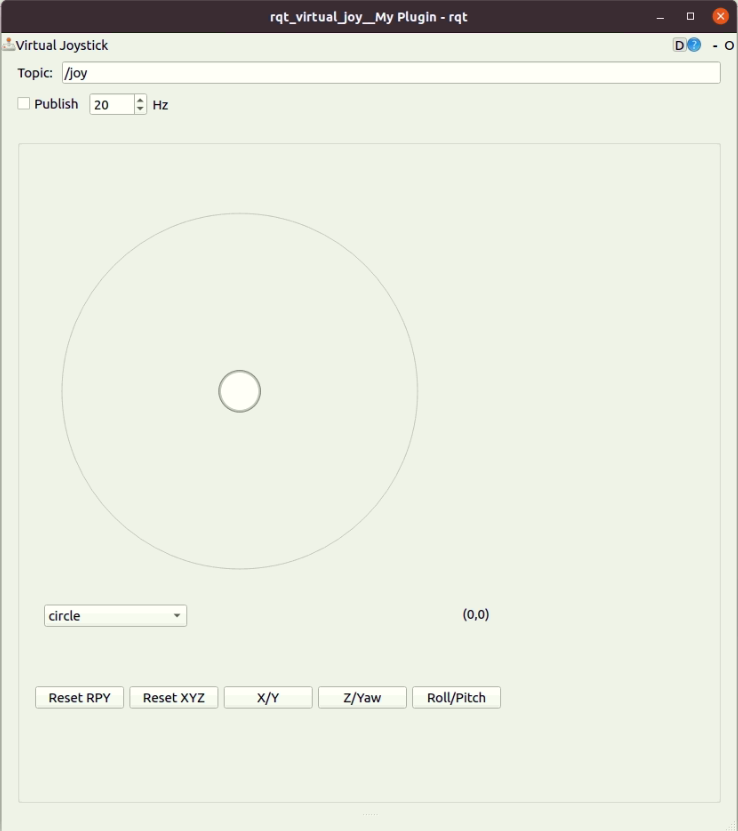 rqt_virtual_joy__My Plugin - rqt
Virtual Joystick D ? - O
Topic: /joy
Publish 20 Hz
circle (0,0)
Reset RPY Reset XYZ X/Y Z/Yaw Roll/Pitch